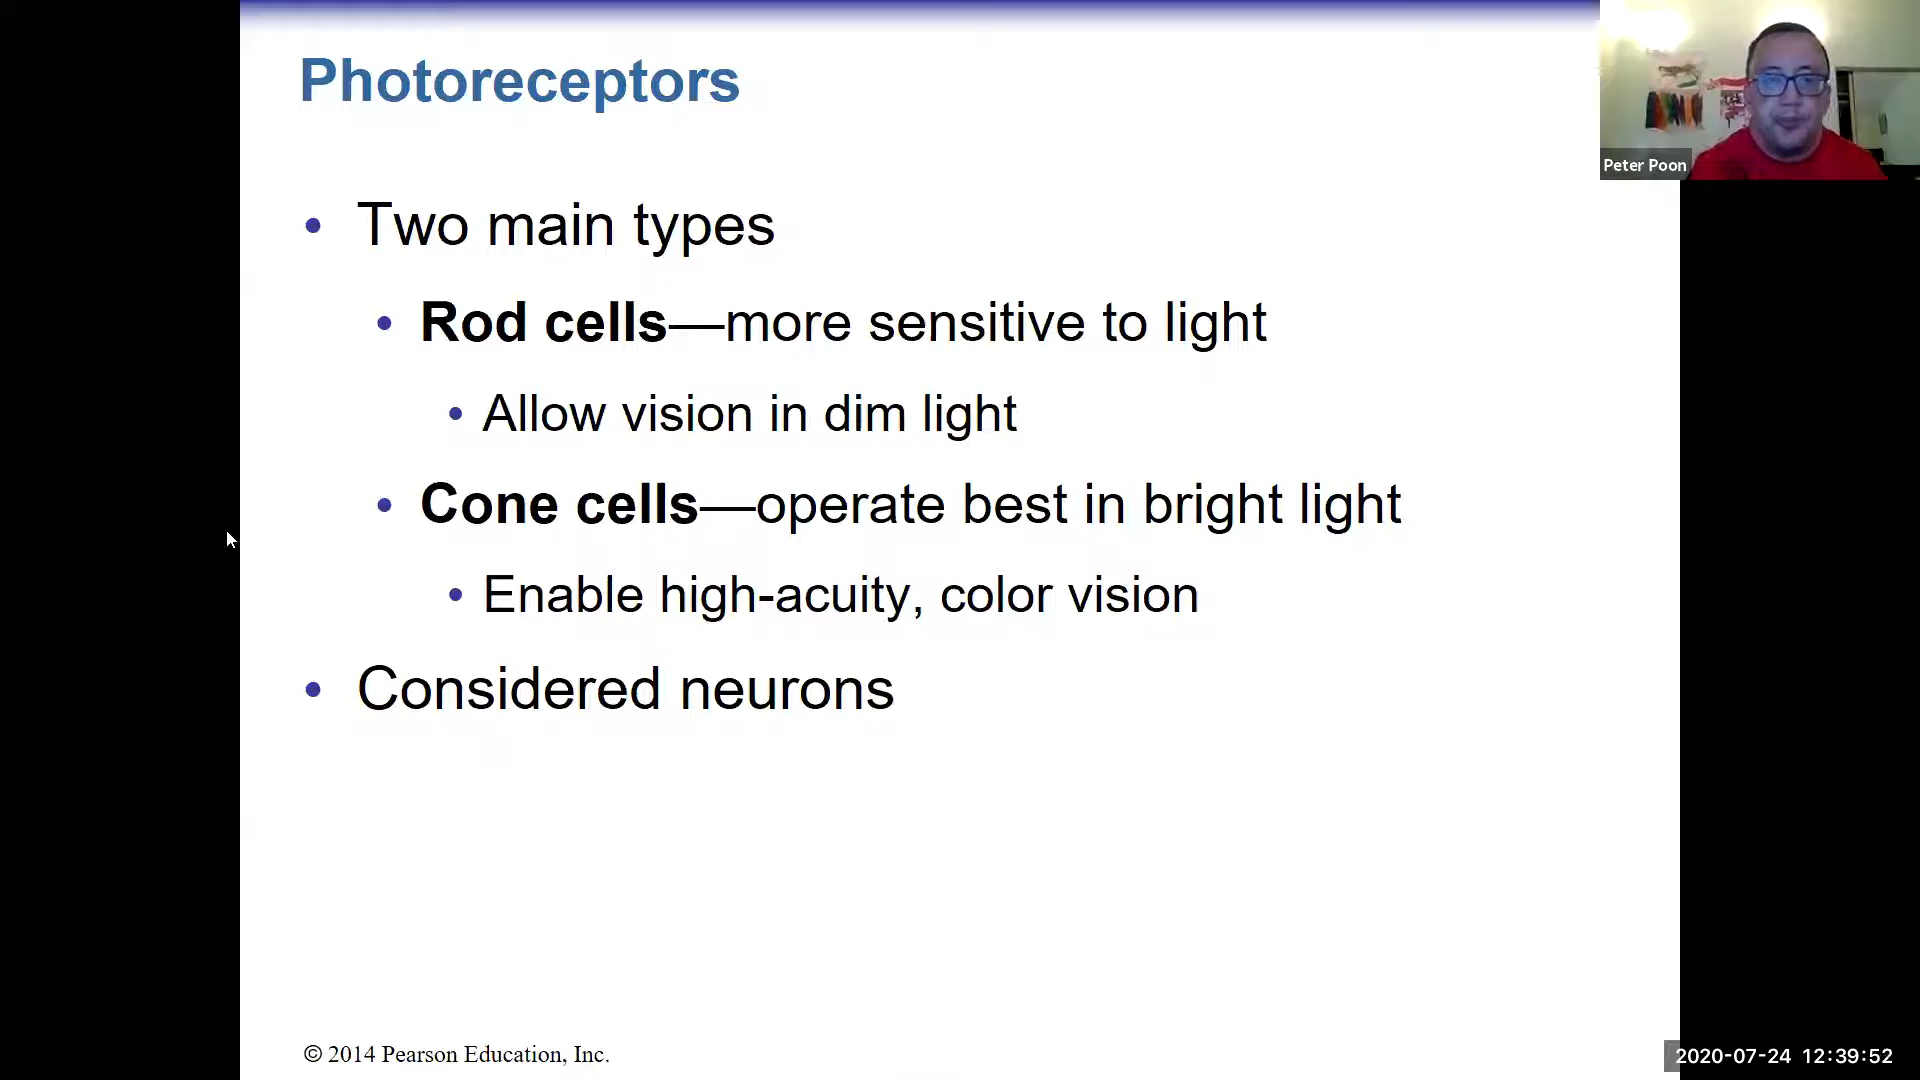 Photoreceptors
Peter Poon
• Two main types
• Rod cells—more sensitive to light
• Allow vision in dim light
• Cone cells—operate best in bright light
• Enable high-acuity, color vision
• Considered neurons
© 2014 Pearson Education, Inc.
2020-07-24 12:39:52